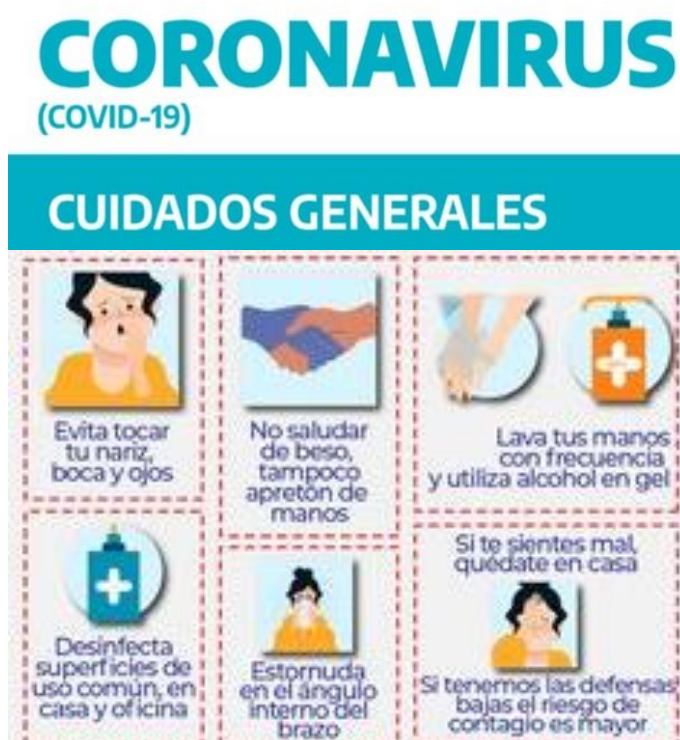 CORONAVIRUS
(COVID-19)
CUIDADOS GENERALES
Evita tocar
tu nariz,
boca y ojos
No saludar
de beso,
tampoco
apretón de
manos
Lava tus manos
con frecuencia
y utiliza alcohol en gel
Desinfecta
superficies de
uso común, en
casa y oficina
Estornuda
en el ángulo
interno del
brazo
Si te sientes mal,
quédate en casa
Si tenemos las defensas
bajas el riesgo de
contagio es mayor